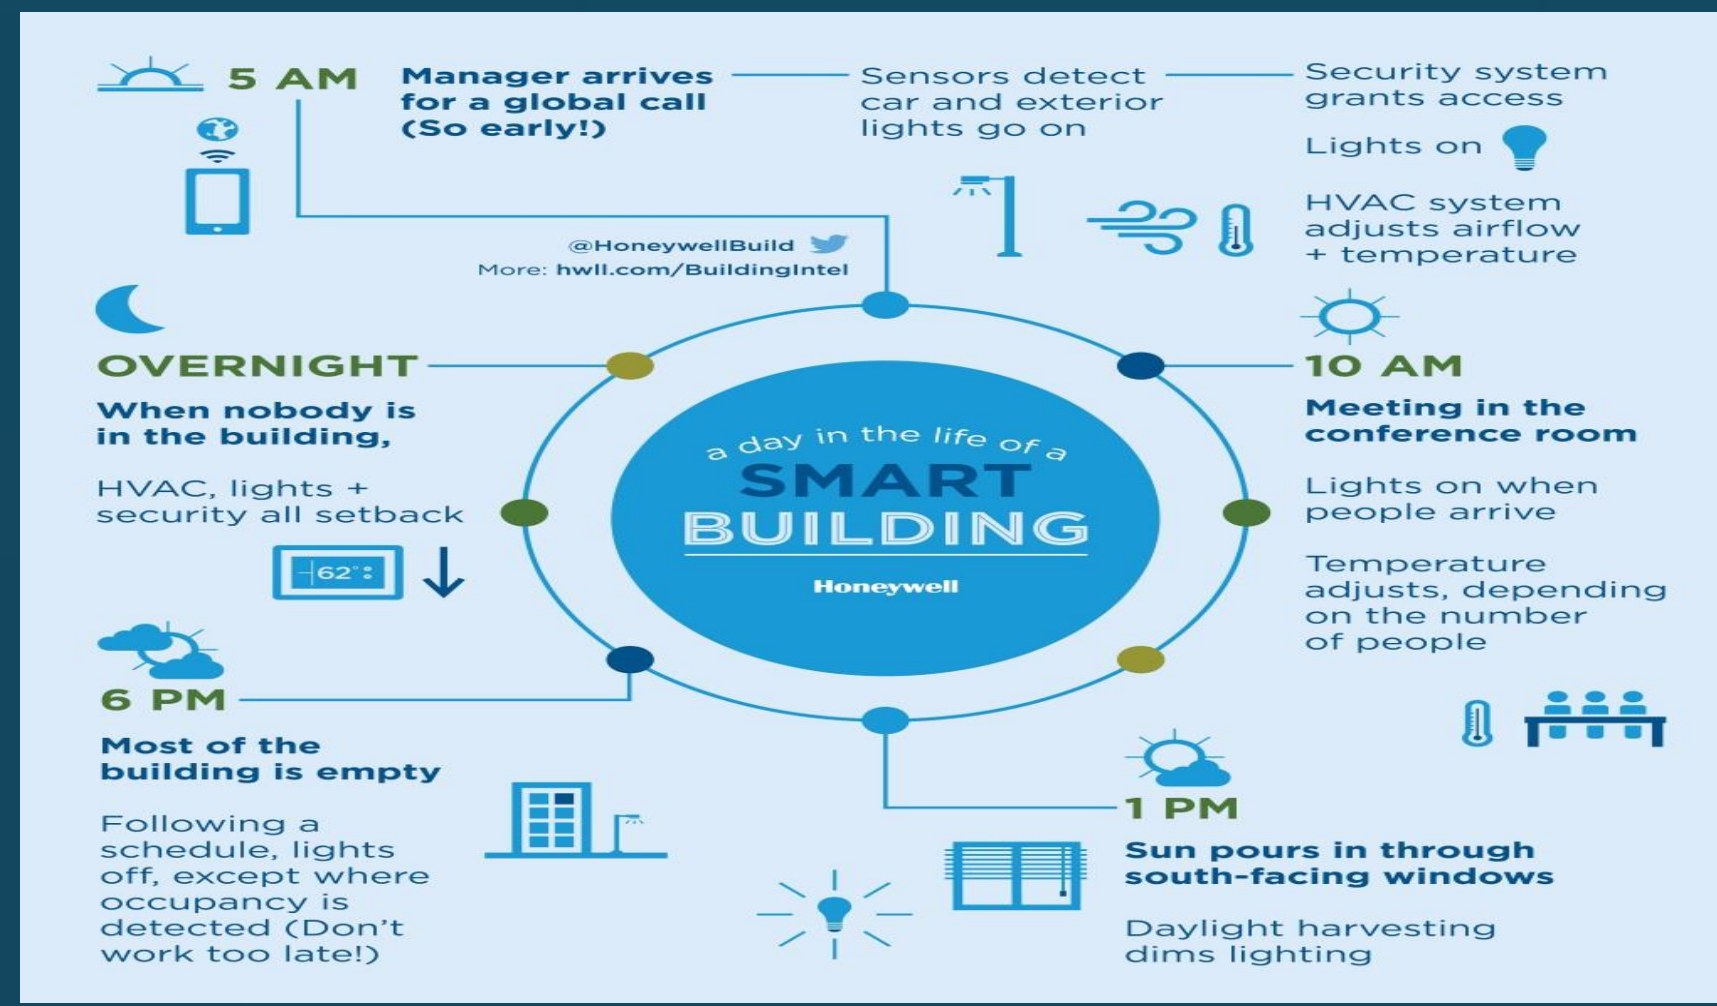 5 AM
Manager arrives
for a global call
(So early!)
Sensors detect
car and exterior
lights go on
Security system
grants access
Lights on
HVAC system
adjusts airflow
+ temperature
@HoneywellBuild
More: hwll.com/BuildingIntel
a day in the life of a
SMART
BUILDING
Honeywell
10 AM
Meeting in the
conference room
Lights on when
people arrive
Temperature
adjusts, depending
on the number
of people
1 PM
Sun pours in through
south-facing windows
Daylight harvesting
dims lighting
6 PM
Most of the
building is empty
Following a
schedule, lights
off, except where
occupancy is
detected (Don't
work too late!)
OVERNIGHT
When nobody is
in the building,
HVAC, lights +
security all setback
62°